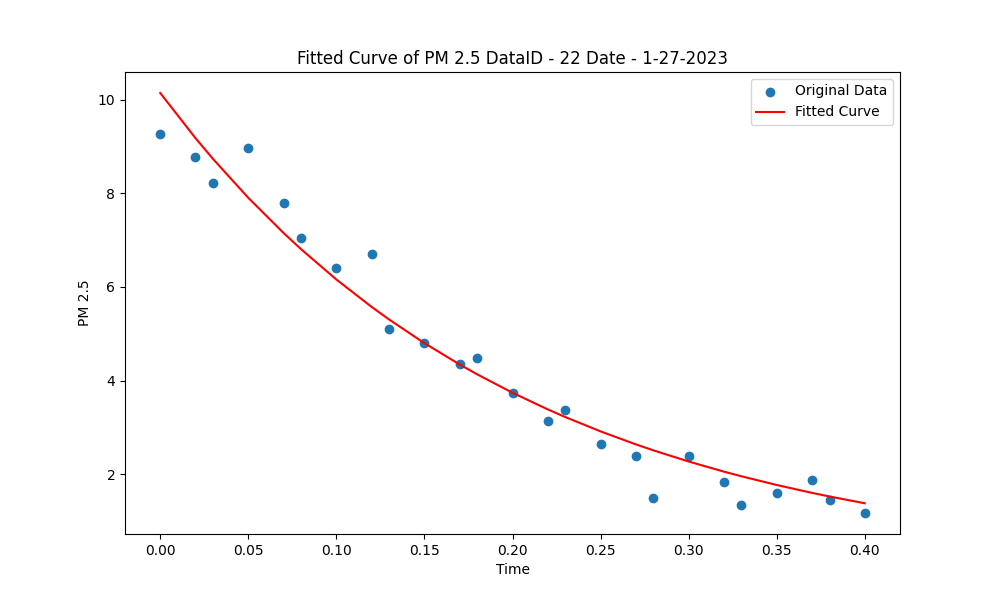 Fitted Curve of PM 2.5 DataID - 22 Date - 1-27-2023
Original Data
Fitted Curve
10
8
6
4
2
PM 2.5
0.00 0.05 0.10 0.15 0.20 0.25 0.30 0.35 0.40
Time